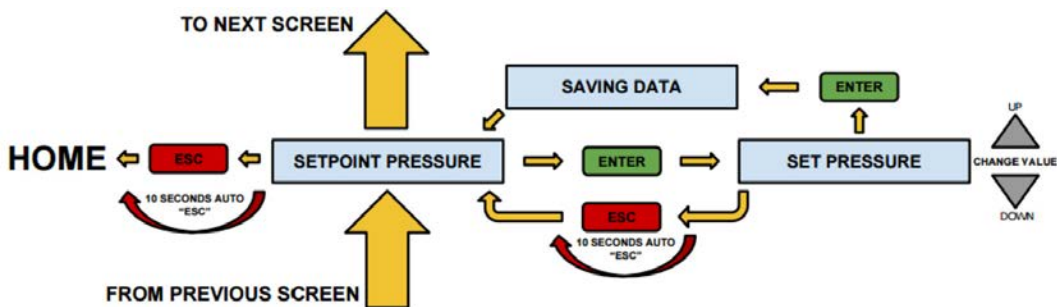 TO NEXT SCREEN
SAVING DATA
ENTER
UP
HOME
ESC
SETPOINT PRESSURE
ENTER
SET PRESSURE
CHANGE VALUE
10 SECONDS AUTO
"ESC"
ESC
DOWN
10 SECONDS AUTO
"ESC"
FROM PREVIOUS SCREEN